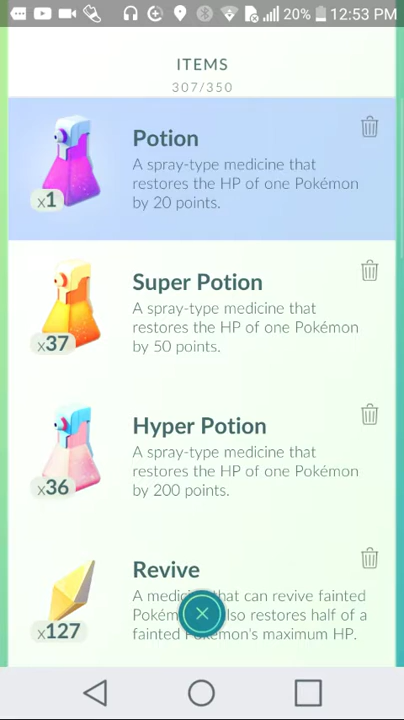 20% 12:53 PM
ITEMS
307/350
Potion
A spray-type medicine that
restores the HP of one Pokémon
by 20 points.
x1
Super Potion
A spray-type medicine that
restores the HP of one Pokémon
by 50 points.
x37
Hyper Potion
A spray-type medicine that
restores the HP of one Pokémon
by 200 points.
x36
Revive
A medici that can revive fainted
Pokém lso restores half of a
fainted Pokémon's maximum HP.
x127